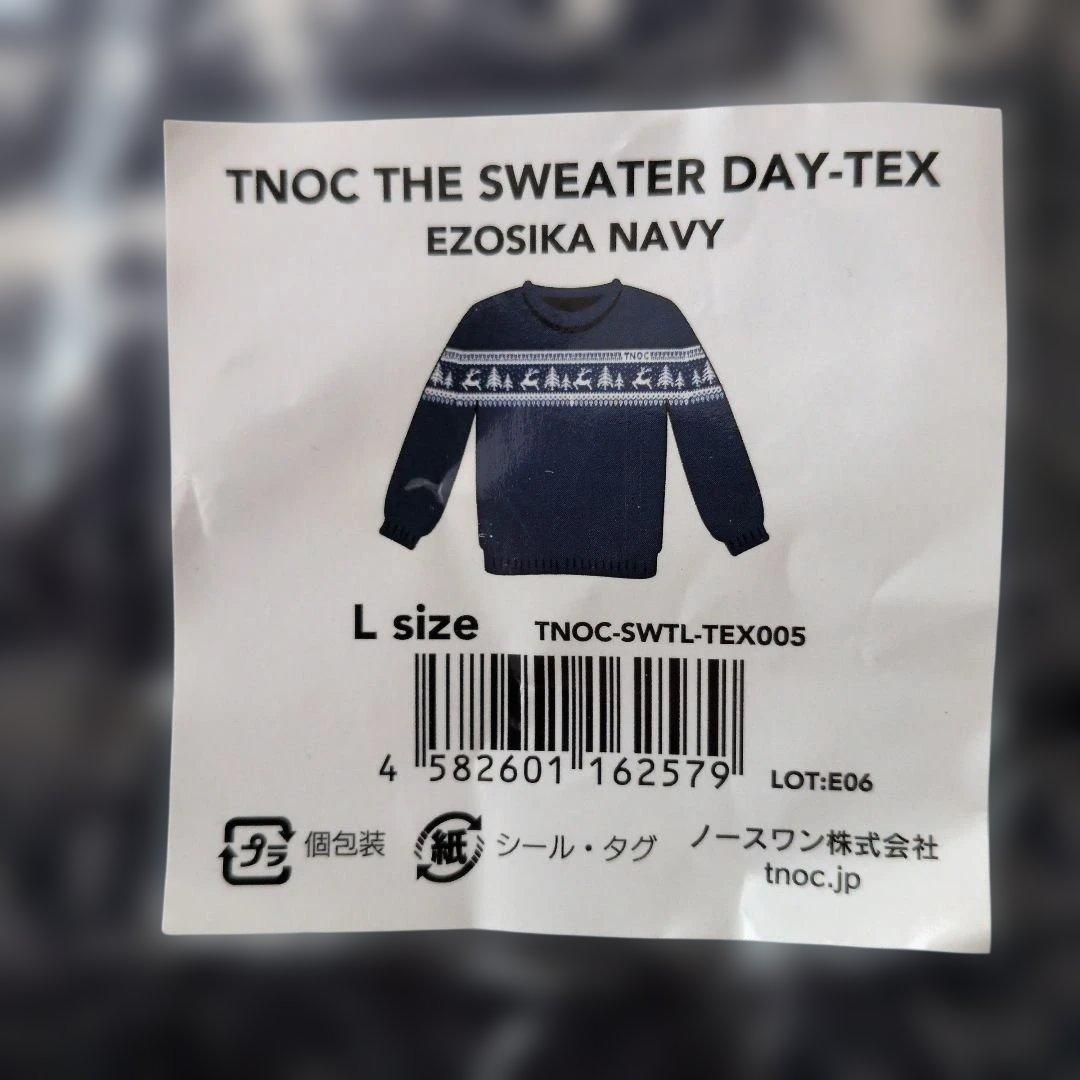 TNOC THE SWEATER DAY-TEX
EZOSIKA NAVY
TNOC
L size TNOC-SWTL-TEX005
4 582601 162579 LOT:E06
プラ 個包装 紙 シール・タグ ノースワン株式会社
tnoc.jp